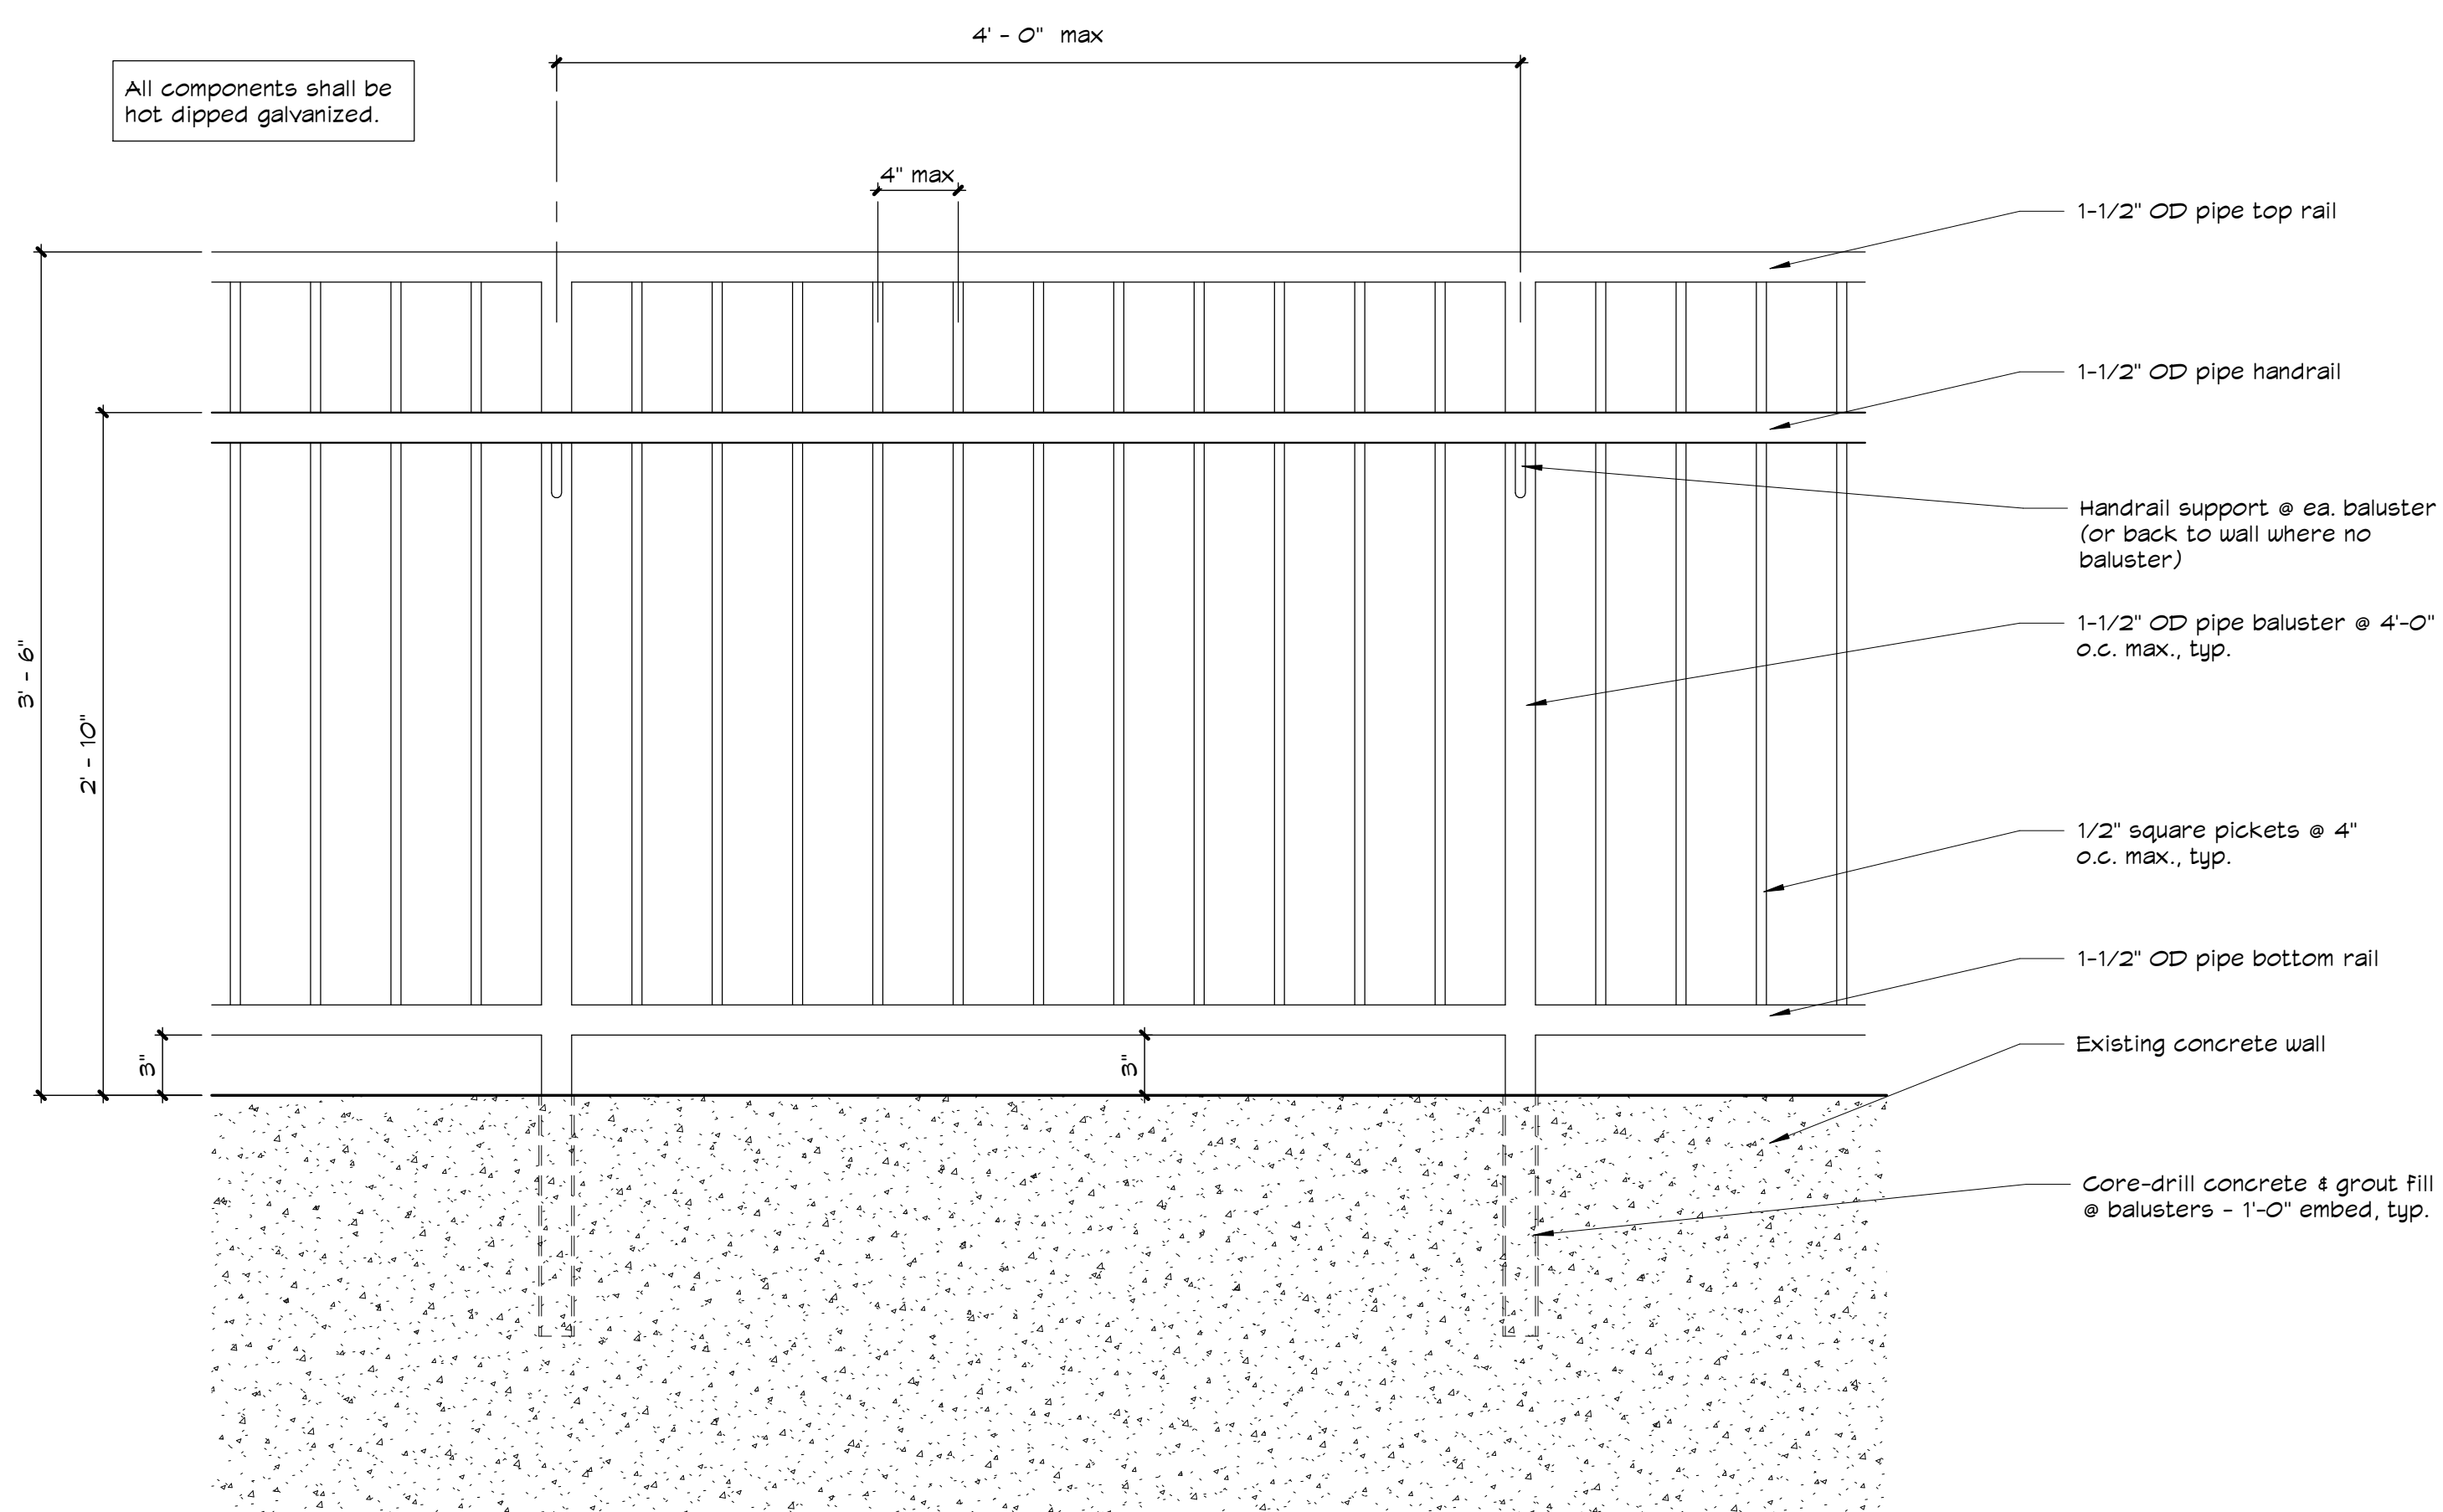 4' - 0"  max
All components shall be
hot dipped galvanized.
4" max
1-1/2" OD pipe top rail
1-1/2" OD pipe handrail
Handrail support @ ea. baluster
(or back to wall where no
baluster)
1-1/2" OD pipe baluster @ 4'-0"
o.c. max., typ.
3' - 6"
2' - 10"
1/2" square pickets @ 4"
o.c. max., typ.
1-1/2" OD pipe bottom rail
3"
3"
Existing concrete wall
Core-drill concrete & grout fill
@ balusters - 1'-0" embed, typ.